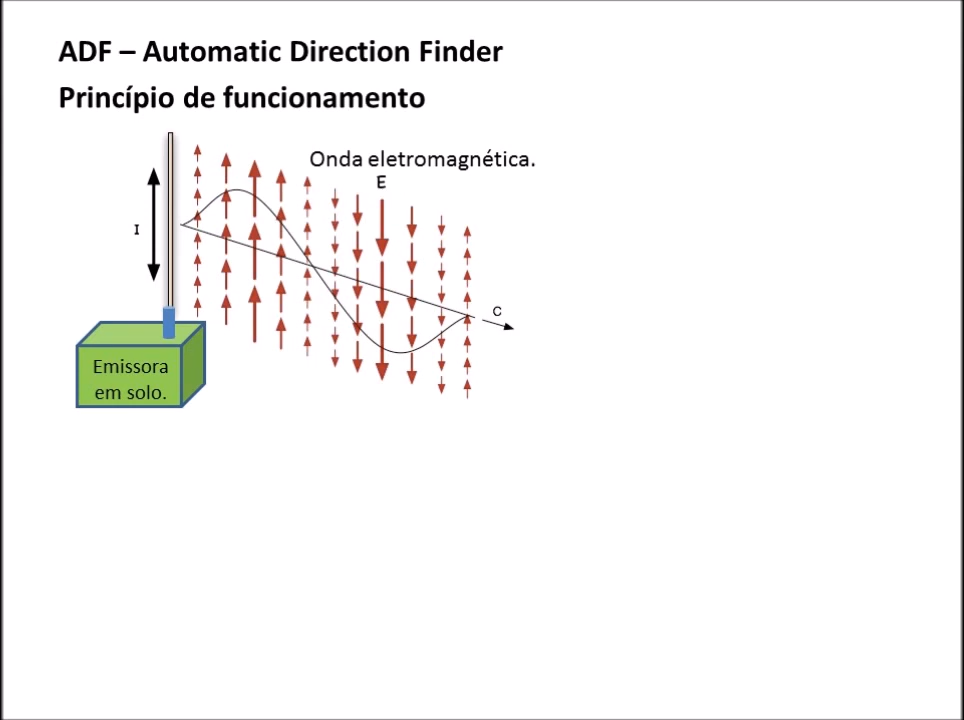 ADF – Automatic Direction Finder
Princípio de funcionamento
Onda eletromagnética.
E
I
C
Emissora
em solo.